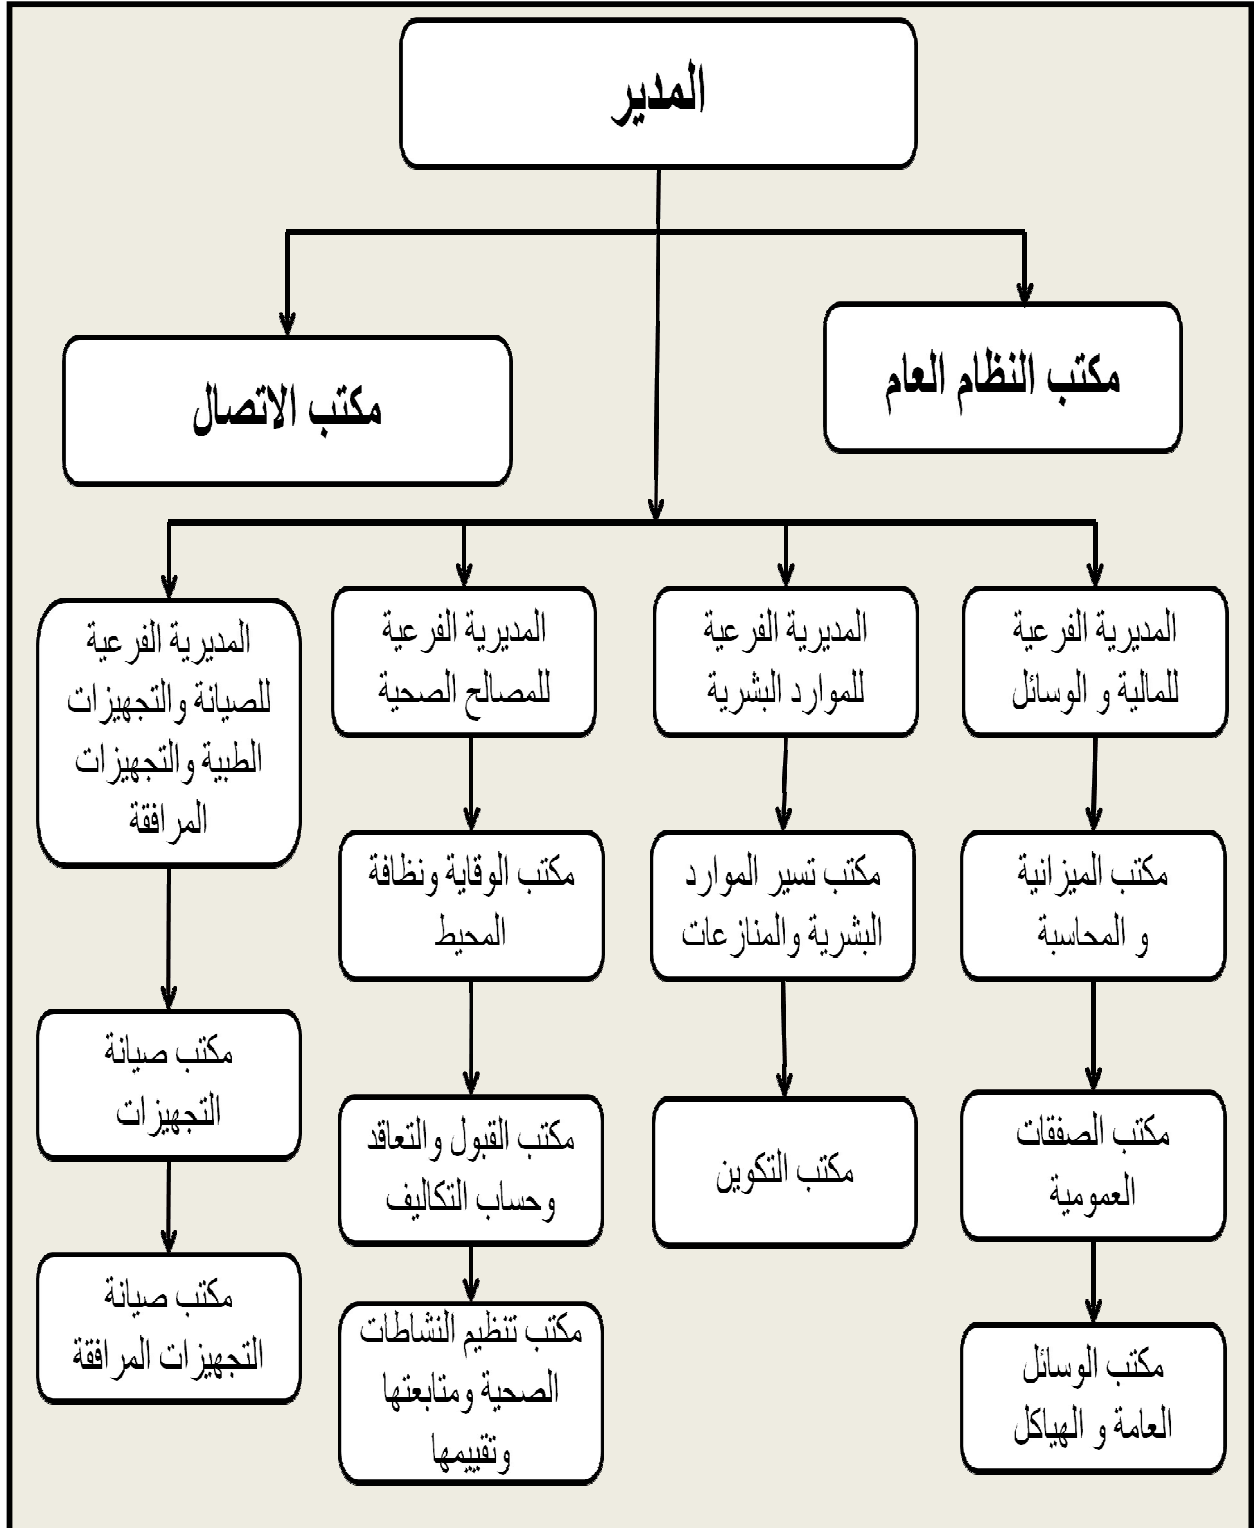 المدير
مكتب النظام العام
مكتب الاتصال
المديرية الفرعية
للمالية و الوسائل
المديرية الفرعية
للموارد البشرية
المديرية الفرعية
للمصالح الصحية
المديرية الفرعية
للصيانة والتجهيزات
الطبية والتجهيزات
المرافقة
مكتب الميزانية
و المحاسبة
مكتب تسير الموارد
البشرية والمنازعات
مكتب الوقاية ونظافة
المحيط
مكتب صيانة
التجهيزات
مكتب الصفقات
العمومية
مكتب التكوين
مكتب القبول والتعاقد
وحساب التكاليف
مكتب صيانة
التجهيزات المرافقة
مكتب الوسائل
العامة و الهياكل
مكتب تنظيم النشاطات
الصحية ومتابعتها
وتقييمها